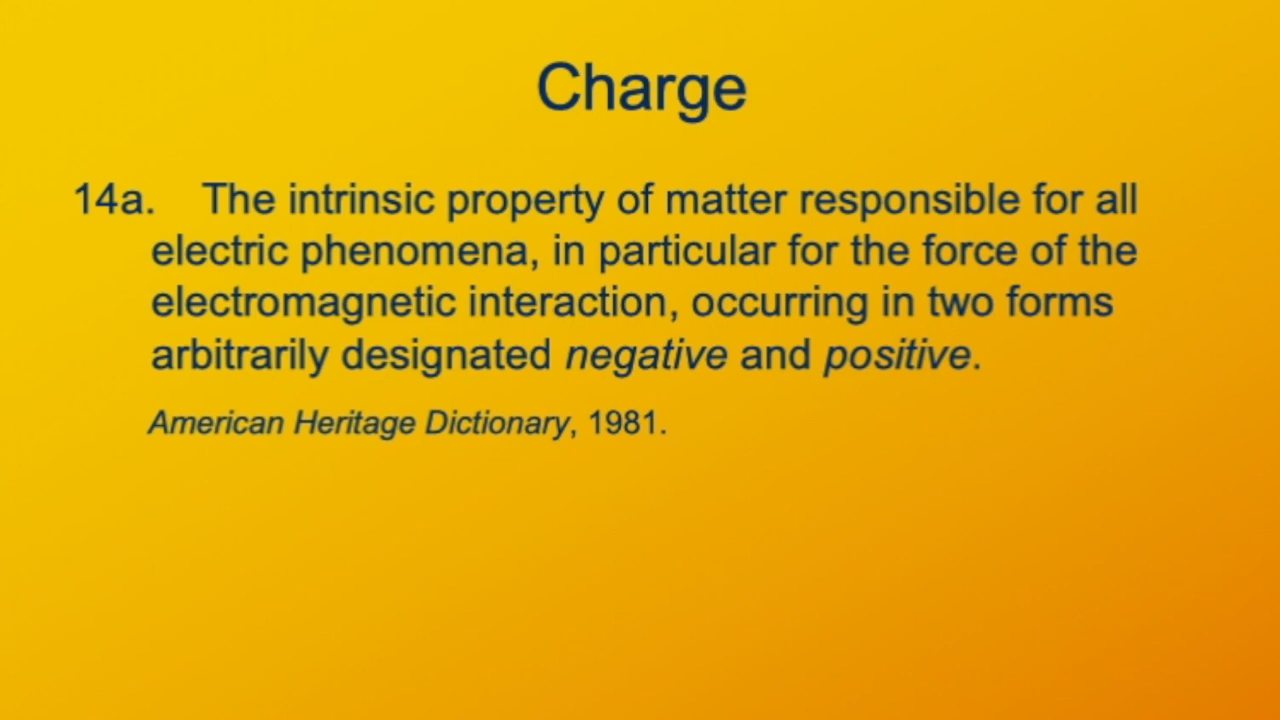 Charge
14a. The intrinsic property of matter responsible for all
electric phenomena, in particular for the force of the
electromagnetic interaction, occurring in two forms
arbitrarily designated negative and positive.
American Heritage Dictionary, 1981.